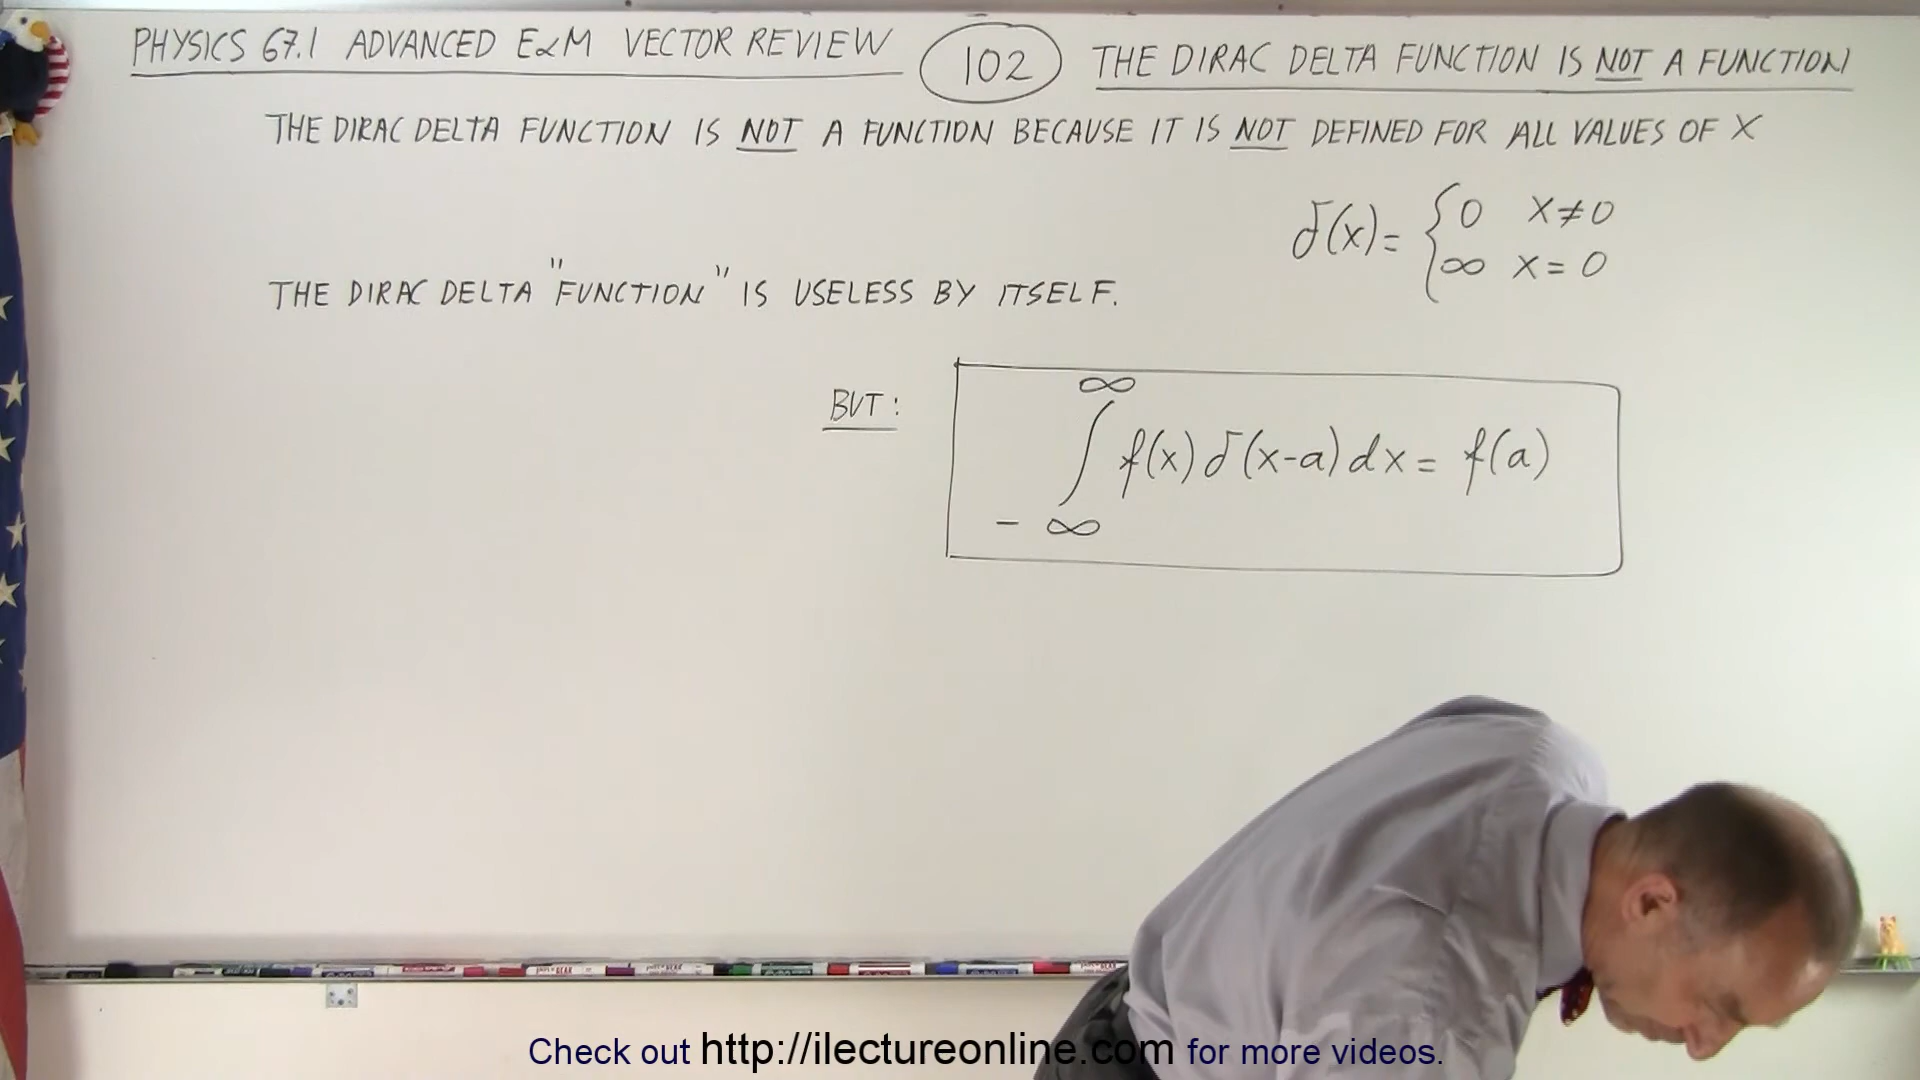 PHYSICS 67.1 ADVANCED E&M VECTOR REVIEW 102 THE DIRAC DELTA FUNCTION IS NOT A FUNCTION
THE DIRAC DELTA FUNCTION IS NOT A FUNCTION BECAUSE IT IS NOT DEFINED FOR ALL VALUES OF X
δ(x) = { 0 x ≠ 0
∞ x = 0
THE DIRAC DELTA "FUNCTION" IS USELESS BY ITSELF.
BUT: ∫_{-∞}^{∞} f(x) δ(x-a) dx = f(a)
Check out http://ilectureonline.com for more videos.